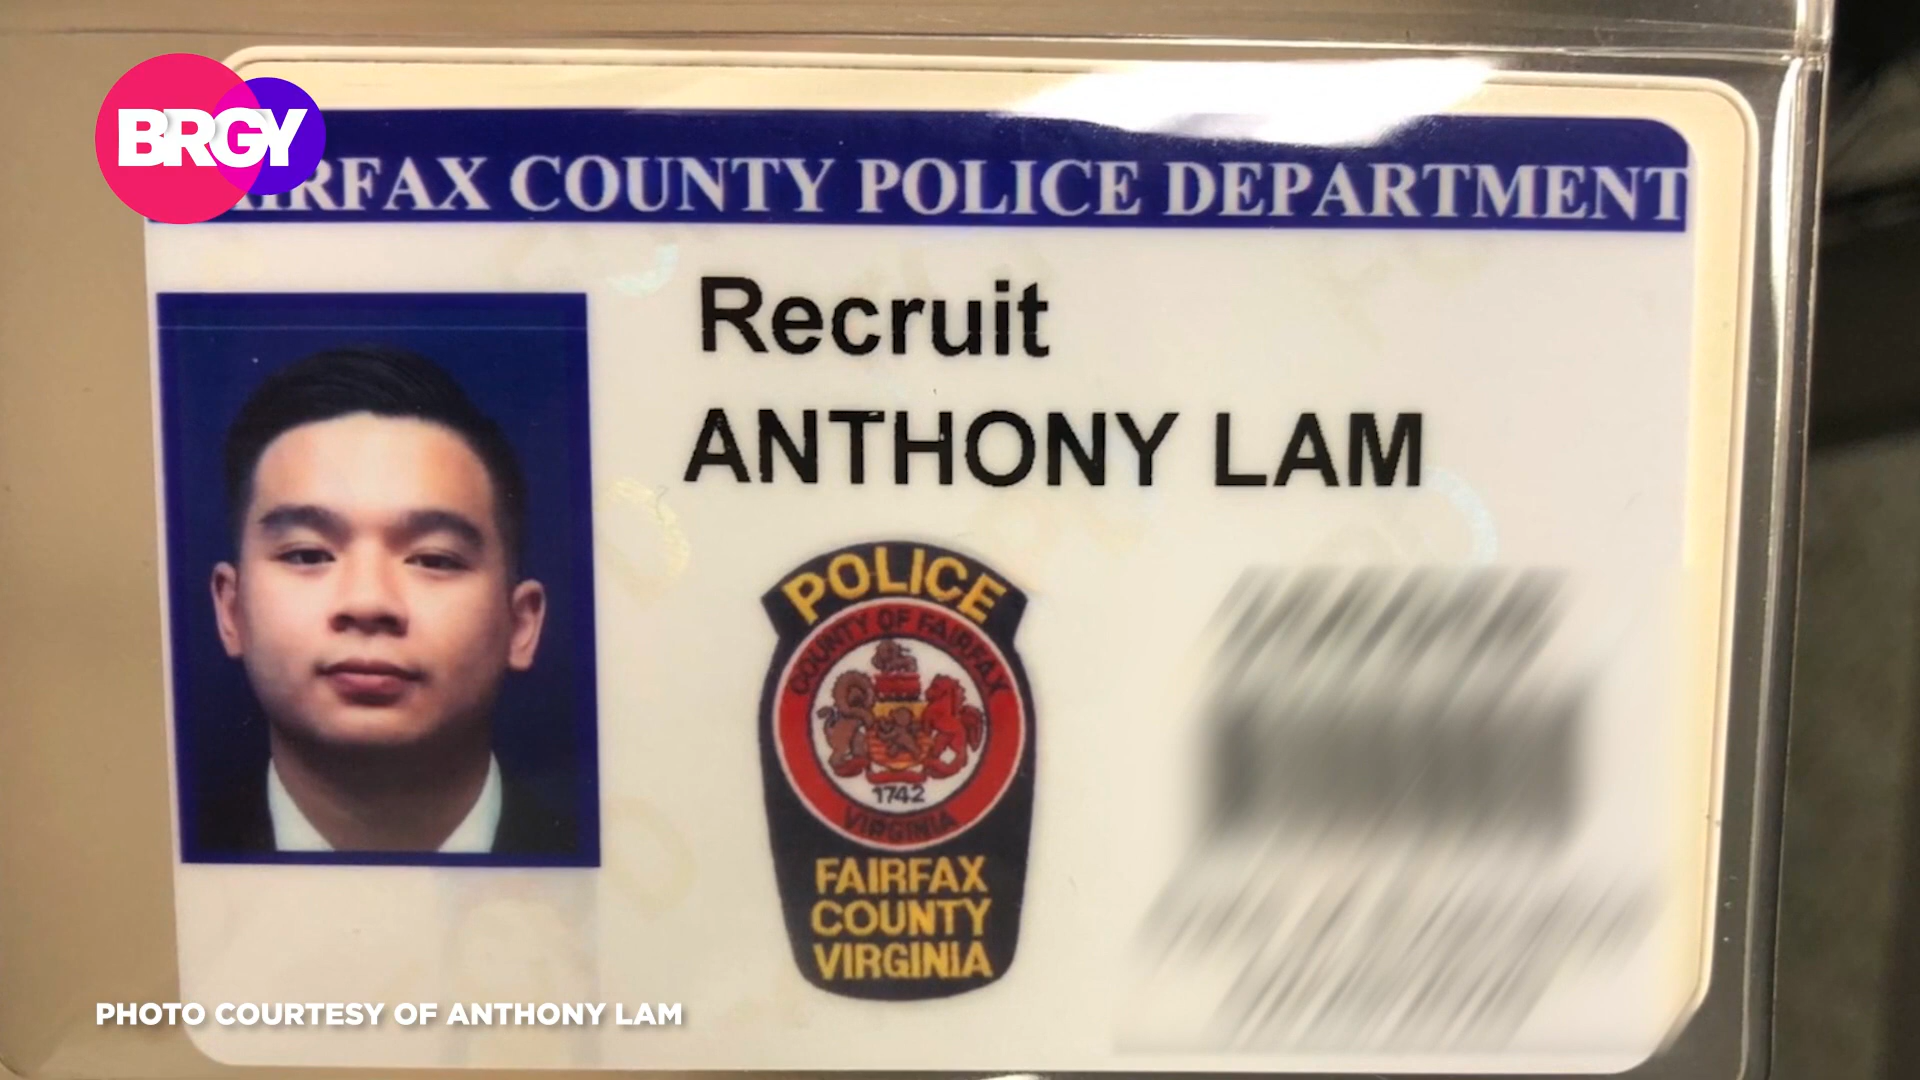 BRGY
FAIRFAX COUNTY POLICE DEPARTMENT
Recruit
ANTHONY LAM
POLICE
COUNTY OF FAIRFAX
1742
VIRGINIA
FAIRFAX
COUNTY
VIRGINIA
PHOTO COURTESY OF ANTHONY LAM